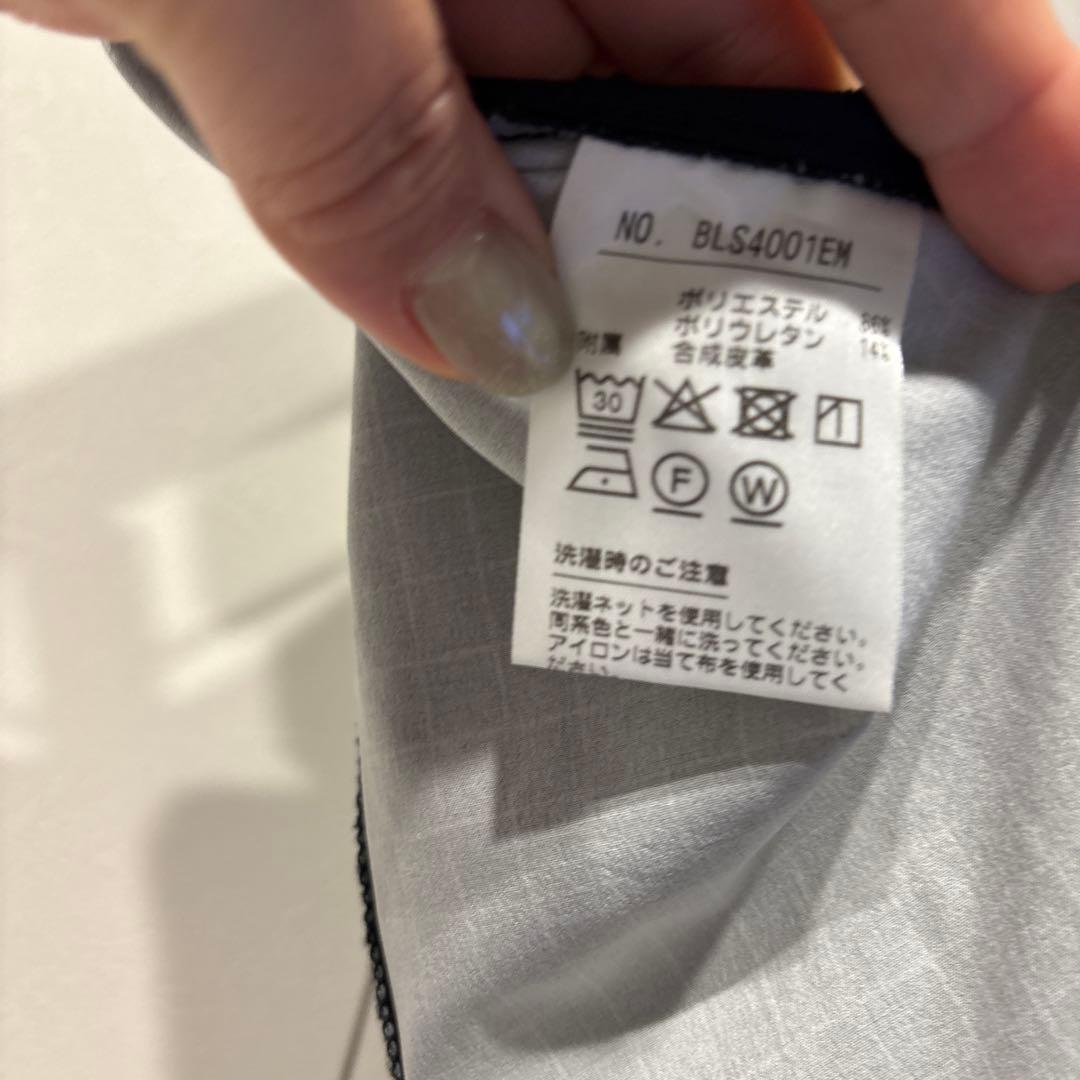 NO. BLS4001EM
ポリエステル 86%
ポリウレタン 14%
附属 合成皮革
30
F W
洗濯時のご注意
洗濯ネットを使用してください。
同系色と一緒に洗ってください。
アイロンは当て布を使用してく
ださい。